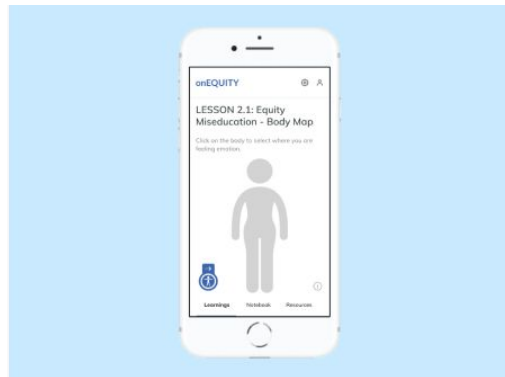 onEQUITY
LESSON 2.1: Equity
Miseducation - Body Map
Click on the body to select where you are
feeling emotion.
Learnings Notebook Resources